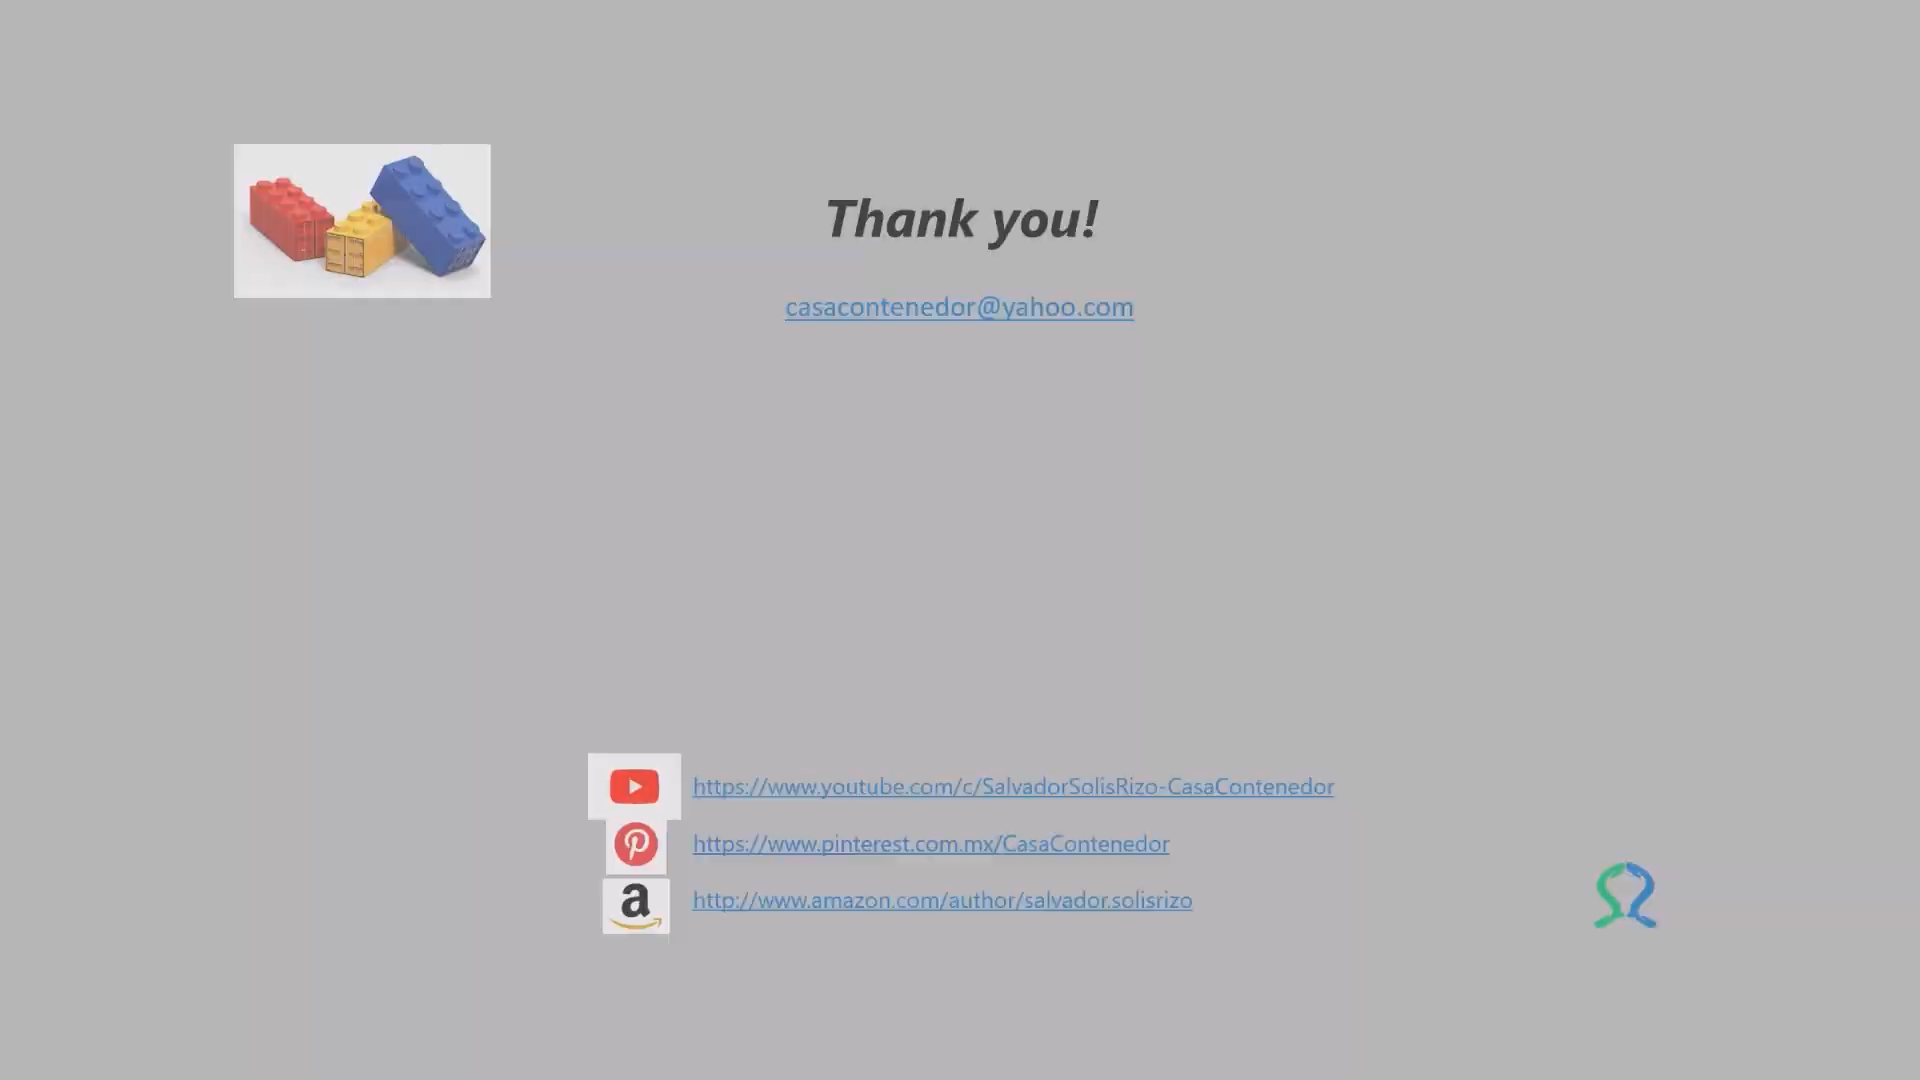 Thank you!
casacontenedor@yahoo.com
https://www.youtube.com/c/SalvadorSolisRizo-CasaContenedor
https://www.pinterest.com.mx/CasaContenedor
http://www.amazon.com/author/salvador.solisrizo